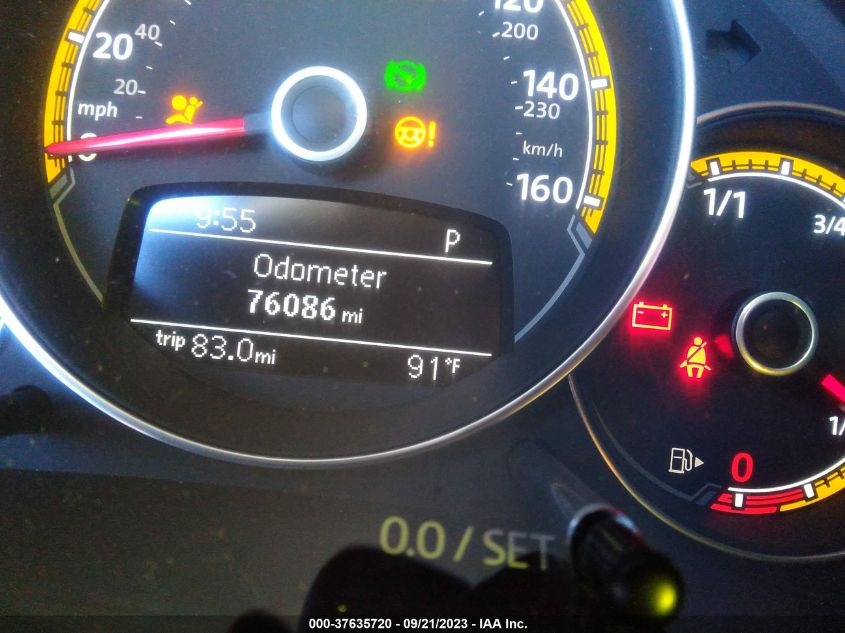 120
200
20
40
20
mph
140
230
km/h
160
1/1
3/4
9:55
P
Odometer
76086 mi
trip 83.0mi
91°F
0
0.0 / SET
000-37635720 - 09/21/2023 - IAA Inc.